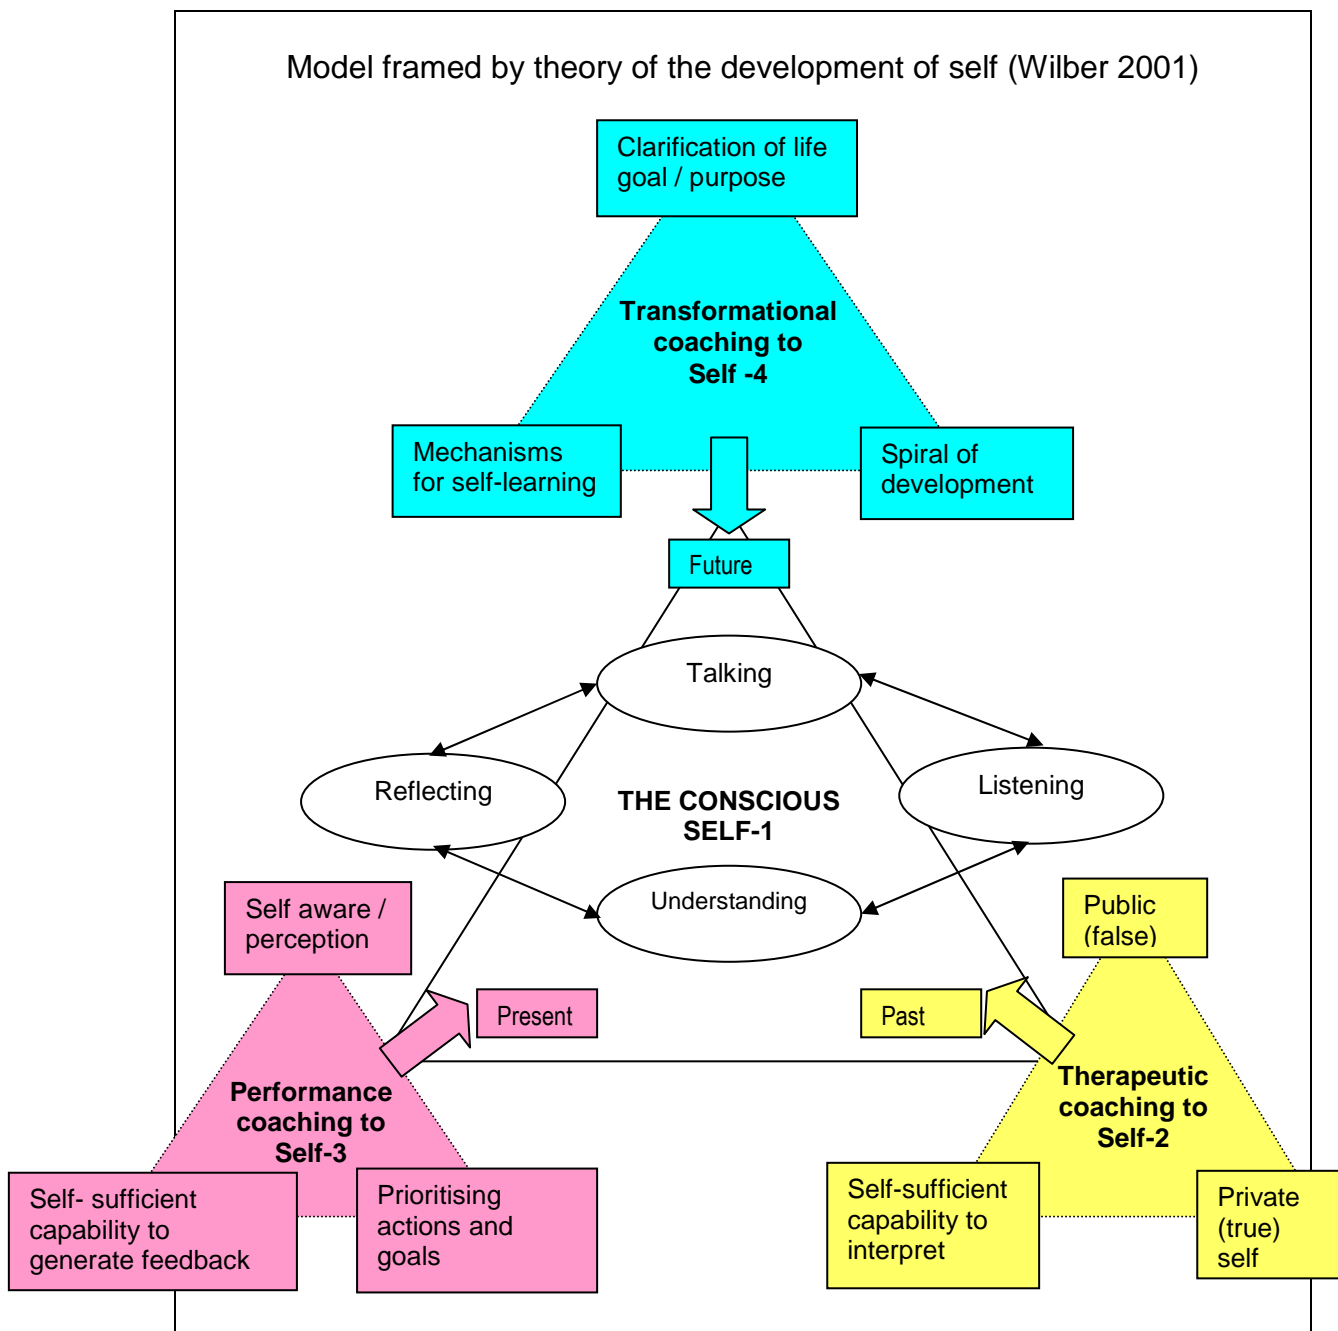 Model framed by theory of the development of self (Wilber 2001)
Clarification of life
goal / purpose
Transformational
coaching to
Self -4
Mechanisms
for self-learning
Spiral of
development
Future
Talking
Reflecting
Listening
THE CONSCIOUS
SELF-1
Understanding
Self aware /
perception
Public
(false)
Present
Past
Performance
coaching to
Self-3
Therapeutic
coaching to
Self-2
Self- sufficient
capability to
generate feedback
Prioritising
actions and
goals
Self-sufficient
capability to
interpret
Private
(true)
self